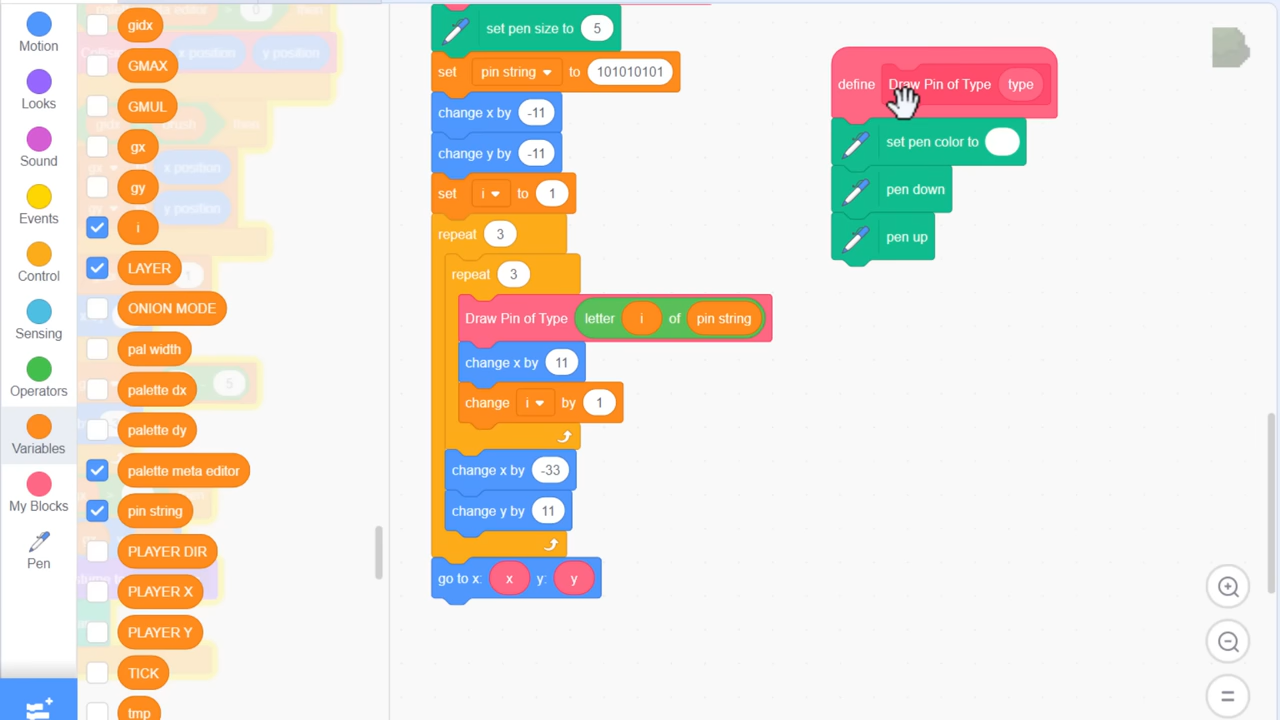 Motion
Looks
Sound
Events
Control
Sensing
Operators
Variables
My Blocks
Pen
gidx
GMAX
GMUL
gx
gy
i
LAYER
ONION MODE
pal width
palette dx
palette dy
palette meta editor
pin string
PLAYER DIR
PLAYER X
PLAYER Y
TICK
tmp
set pen size to 5
set pin string to 101010101
change x by -11
change y by -11
set i to 1
repeat 3
repeat 3
Draw Pin of Type letter i of pin string
change x by 11
change i by 1
change x by -33
change y by 11
go to x: x y: y
define Draw Pin of Type type
set pen color to
pen down
pen up